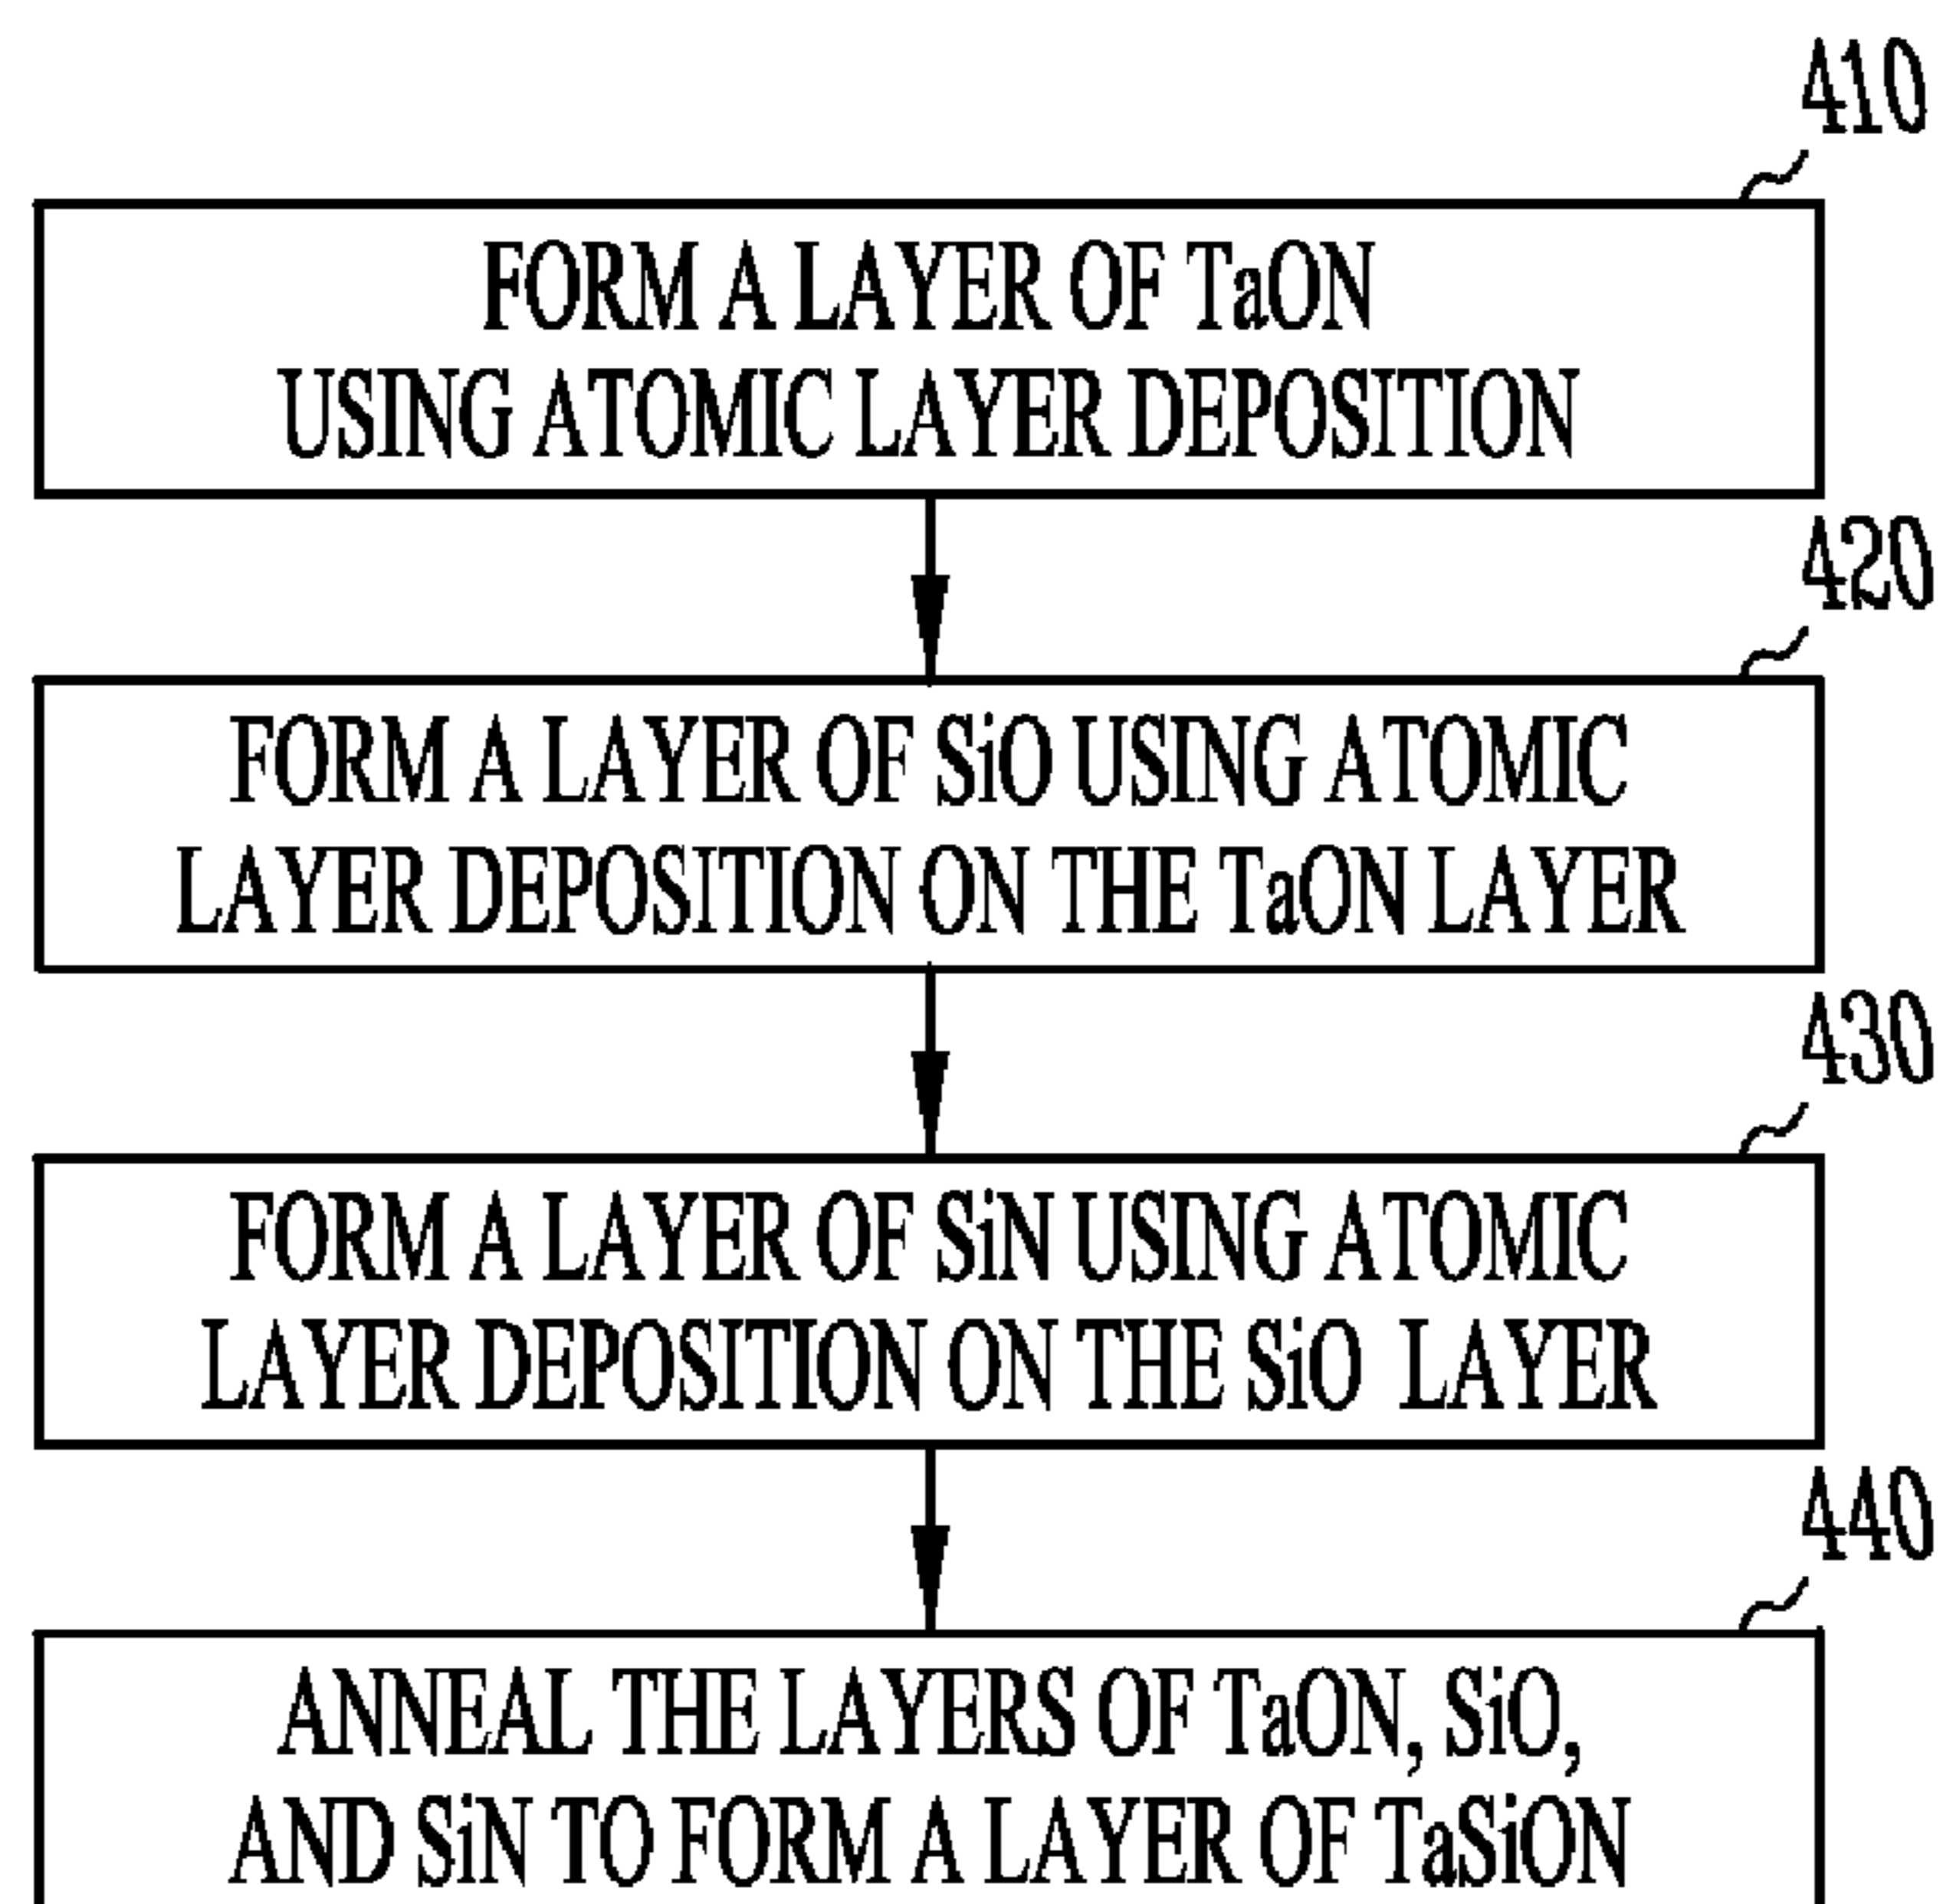 410
FORM A LAYER OF TaON
USING ATOMIC LAYER DEPOSITION
420
FORM A LAYER OF SiO USING ATOMIC
LAYER DEPOSITION ON THE TaON LAYER
430
FORM A LAYER OF SiN USING ATOMIC
LAYER DEPOSITION ON THE SiO LAYER
440
ANNEAL THE LAYERS OF TaON, SiO,
AND SiN TO FORM A LAYER OF TaSiON